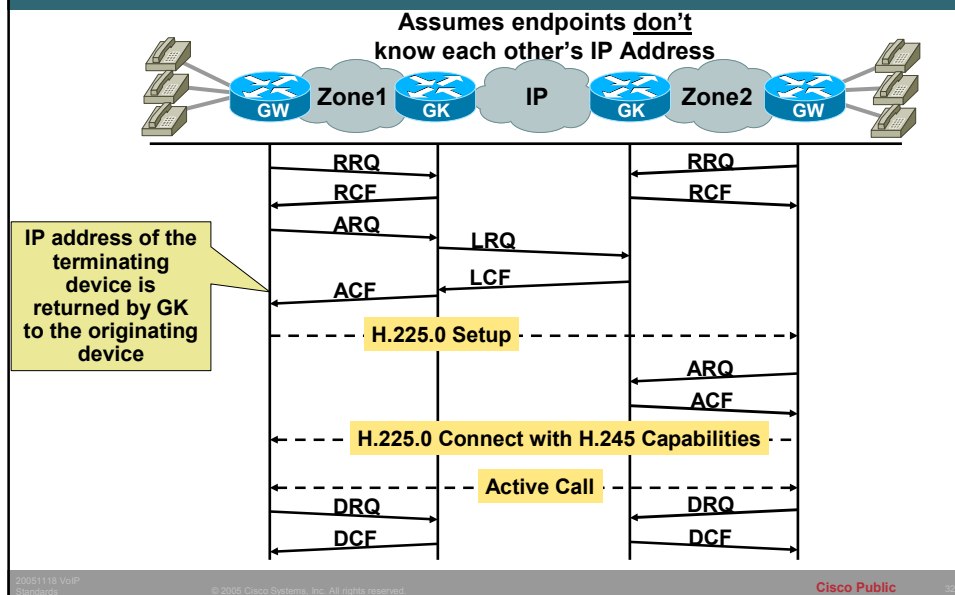 Assumes endpoints don't
know each other's IP Address
GW
Zone1
GK
IP
GK
Zone2
GW
RRQ
RRQ
RCF
RCF
ARQ
LRQ
IP address of the
terminating
device is
returned by GK
to the originating
device
LCF
ACF
H.225.0 Setup
ARQ
ACF
H.225.0 Connect with H.245 Capabilities
Active Call
DRQ
DRQ
DCF
DCF
20051118 VoIP
Standards
© 2005 Cisco Systems, Inc. All rights reserved.
Cisco Public
32